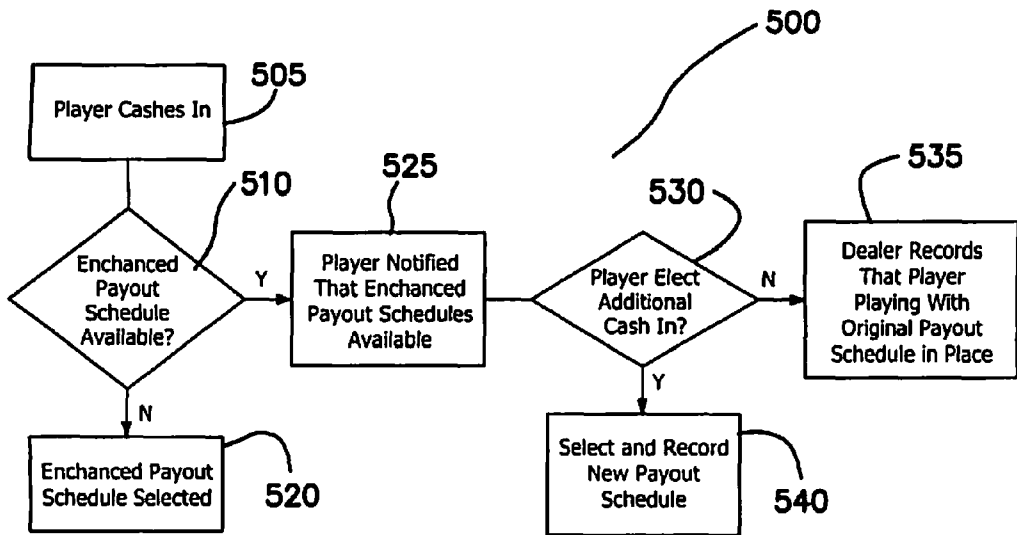 500
505
Player Cashes In
510
Enchanced
Payout
Schedule
Available?
Y
N
525
Player Notified
That Enchanced
Payout Schedules
Available
530
Player Elect
Additional
Cash In?
N
Y
535
Dealer Records
That Player
Playing With
Original Payout
Schedule in Place
Enchanced Payout
Schedule Selected
520
Select and Record
New Payout
Schedule
540